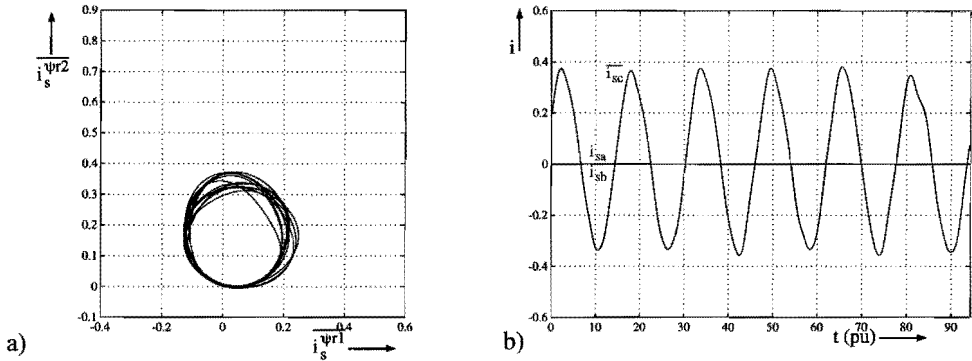 i_s^ψr2
0.9
0.8
0.7
0.6
0.5
0.4
0.3
0.2
0.1
0
-0.1
-0.4 -0.2 0 0.2 0.4 0.6
i_s^ψr1
a)
i
0.6
0.4
0.2
0
-0.2
-0.4
-0.6
i_sc
i_sa
i_sb
0 10 20 30 40 50 60 70 80 90
t (pu)
b)